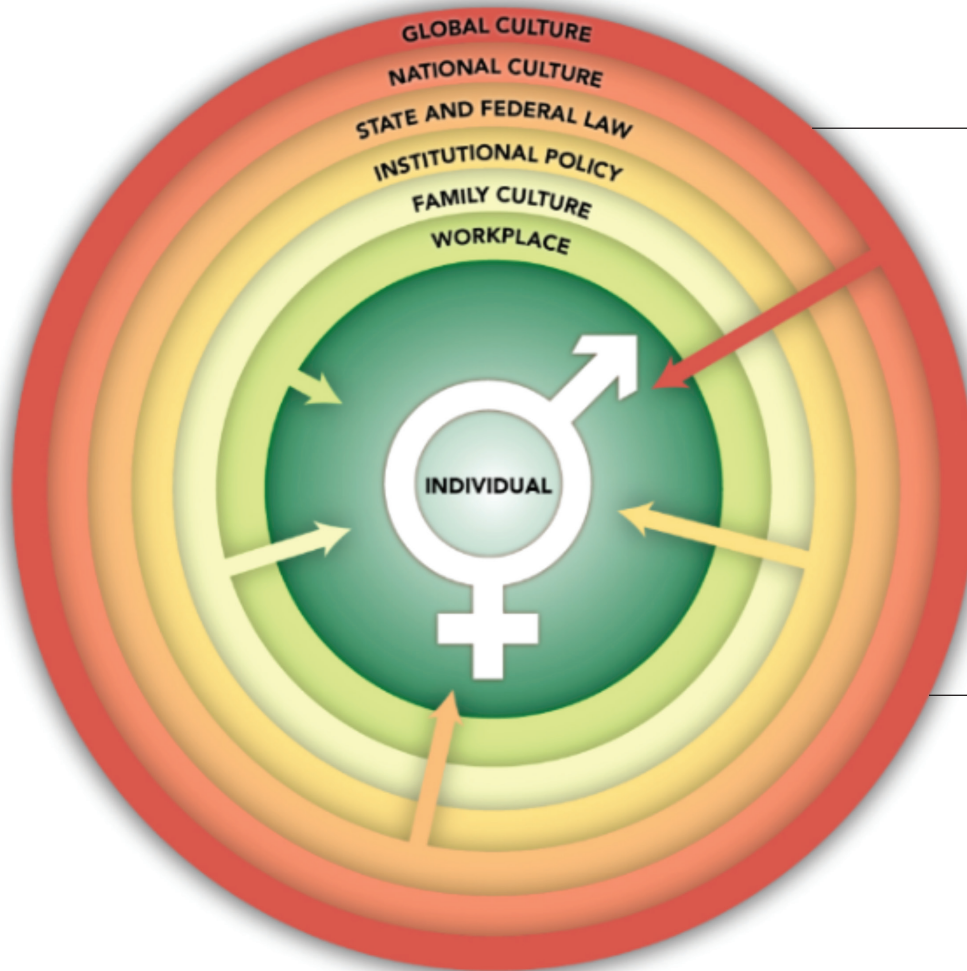 GLOBAL CULTURE
NATIONAL CULTURE
STATE AND FEDERAL LAW
INSTITUTIONAL POLICY
FAMILY CULTURE
WORKPLACE
INDIVIDUAL